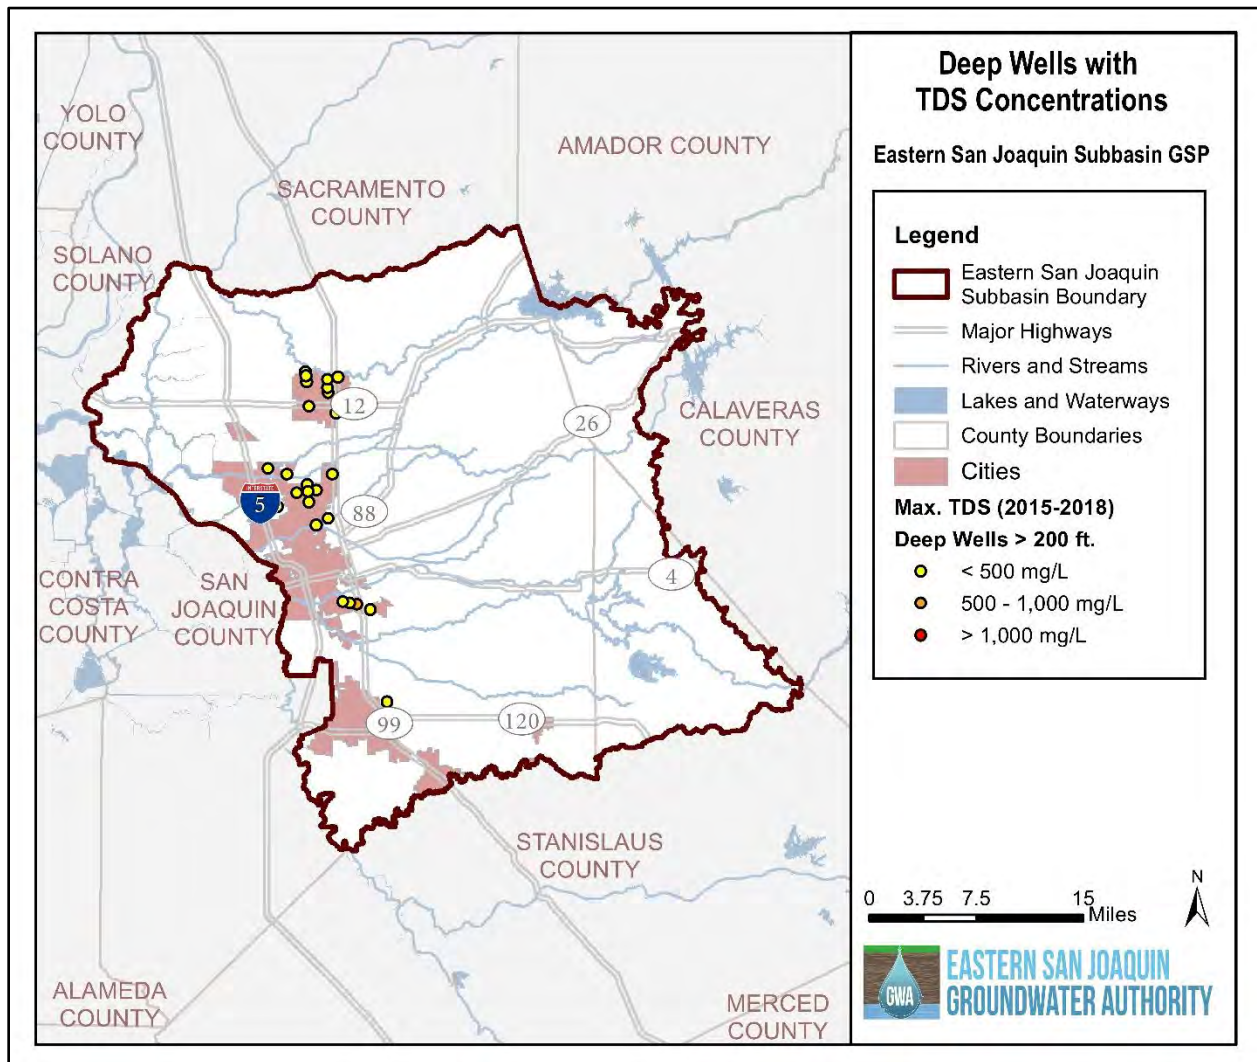 Deep Wells with
TDS Concentrations
Eastern San Joaquin Subbasin GSP
Legend
Eastern San Joaquin
Subbasin Boundary
Major Highways
Rivers and Streams
Lakes and Waterways
County Boundaries
Cities
Max. TDS (2015-2018)
Deep Wells > 200 ft.
< 500 mg/L
500 - 1,000 mg/L
> 1,000 mg/L
YOLO
COUNTY
AMADOR COUNTY
SACRAMENTO
COUNTY
SOLANO
COUNTY
12
26
CALAVERAS
COUNTY
INTERSTATE
5
88
4
CONTRA
COSTA
COUNTY
SAN
JOAQUIN
COUNTY
99
120
STANISLAUS
COUNTY
ALAMEDA
COUNTY
MERCED
COUNTY
0 3.75 7.5 15
Miles
N
GWA
EASTERN SAN JOAQUIN
GROUNDWATER AUTHORITY